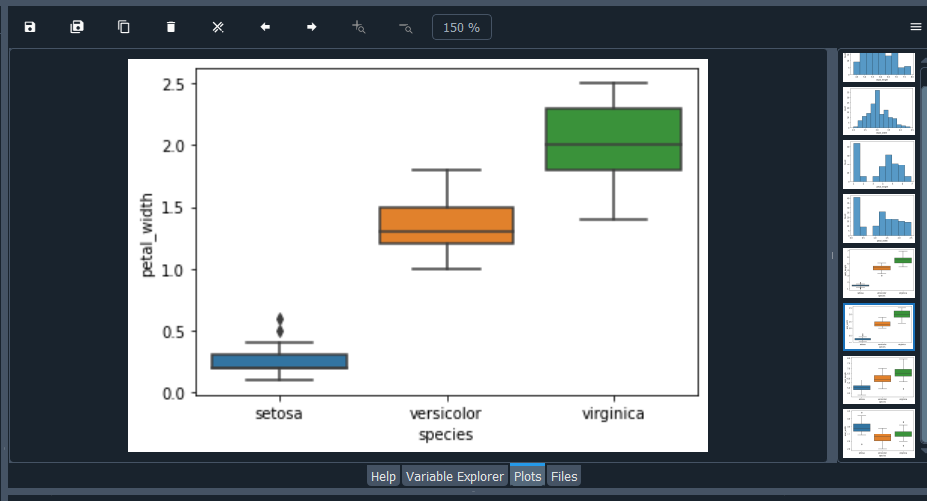 150 %
2.5
2.0
1.5
1.0
0.5
0.0
petal_width
setosa versicolor virginica
species
Help Variable Explorer Plots Files